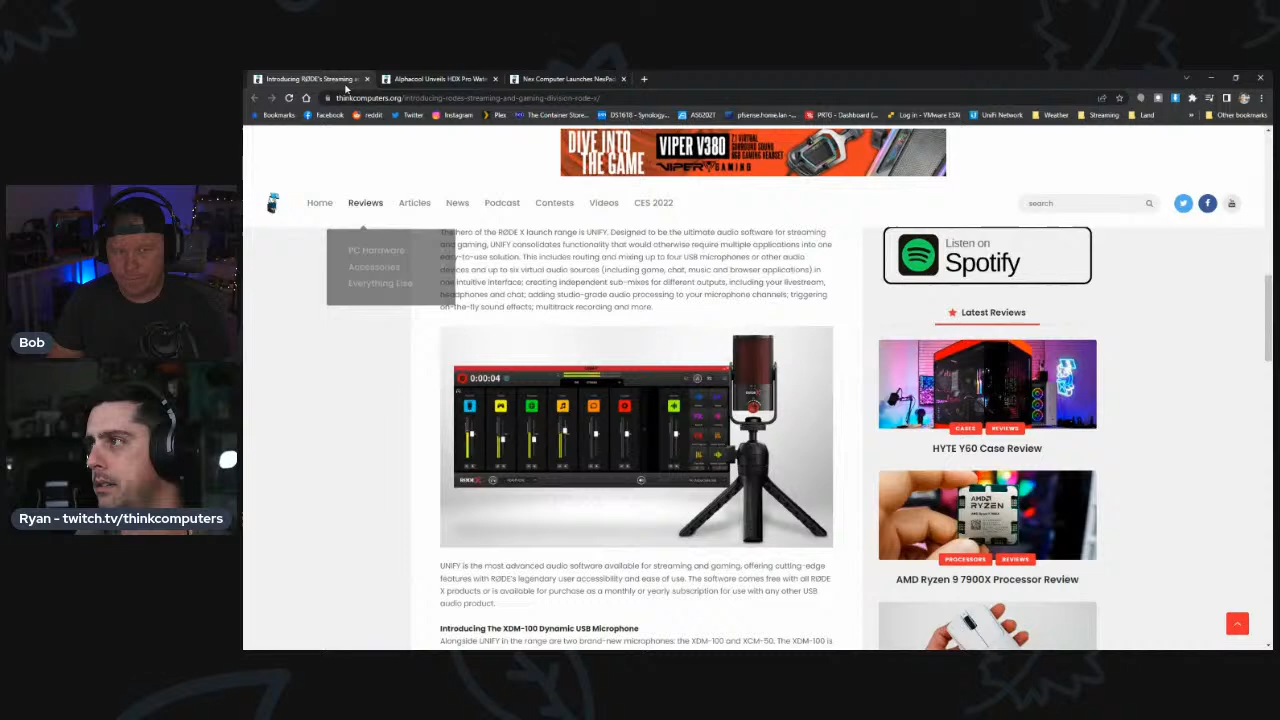 Introducing RØDE's Streaming a
Alphacool Unveils HDX Pro Wate
Nex Computer Launches NexPad
thinkcomputers.org/introducing-rodes-streaming-and-gaming-division-rode-x/
Bookmarks
Facebook
reddit
Twitter
Instagram
Plex
The Container Store...
DS1618 - Synology...
AS6202T
pfsense.home.lan -...
PRTG - Dashboard (...
Log in - VMware ESXi
UniFi Network
Weather
Streaming
Land
»
Other bookmarks
DIVE INTO
THE GAME
VIPER V380
7.1 VIRTUAL
SURROUND SOUND
RGB GAMING HEADSET
VIPER GAMING
Home
Reviews
Articles
News
Podcast
Contests
Videos
CES 2022
search
PC Hardware
Accessories
Everything Else
The hero of the RØDE X launch range is UNIFY. Designed to be the ultimate audio software for streaming
and gaming, UNIFY consolidates functionality that would otherwise require multiple applications into one
easy-to-use solution. This includes routing and mixing up to four USB microphones or other audio
devices and up to six virtual audio sources (including game, chat, music and browser applications) in
one intuitive interface; creating independent sub-mixes for different outputs, including your livestream,
headphones and chat; adding studio-grade audio processing to your microphone channels; triggering
on-the-fly sound effects; multitrack recording and more.
0:00:04
RØDE X
UNIFY is the most advanced audio software available for streaming and gaming, offering cutting-edge
features with RØDE's legendary user accessibility and ease of use. The software comes free with all RØDE
X products or is available for purchase as a monthly or yearly subscription for use with any other USB
audio product.
Introducing The XDM-100 Dynamic USB Microphone
Alongside UNIFY in the range are two brand-new microphones: the XDM-100 and XCM-50. The XDM-100 is
Listen on
Spotify
Latest Reviews
CASES
REVIEWS
HYTE Y60 Case Review
AMD
RYZEN
PROCESSORS
REVIEWS
AMD Ryzen 9 7900X Processor Review
Bob
Ryan - twitch.tv/thinkcomputers